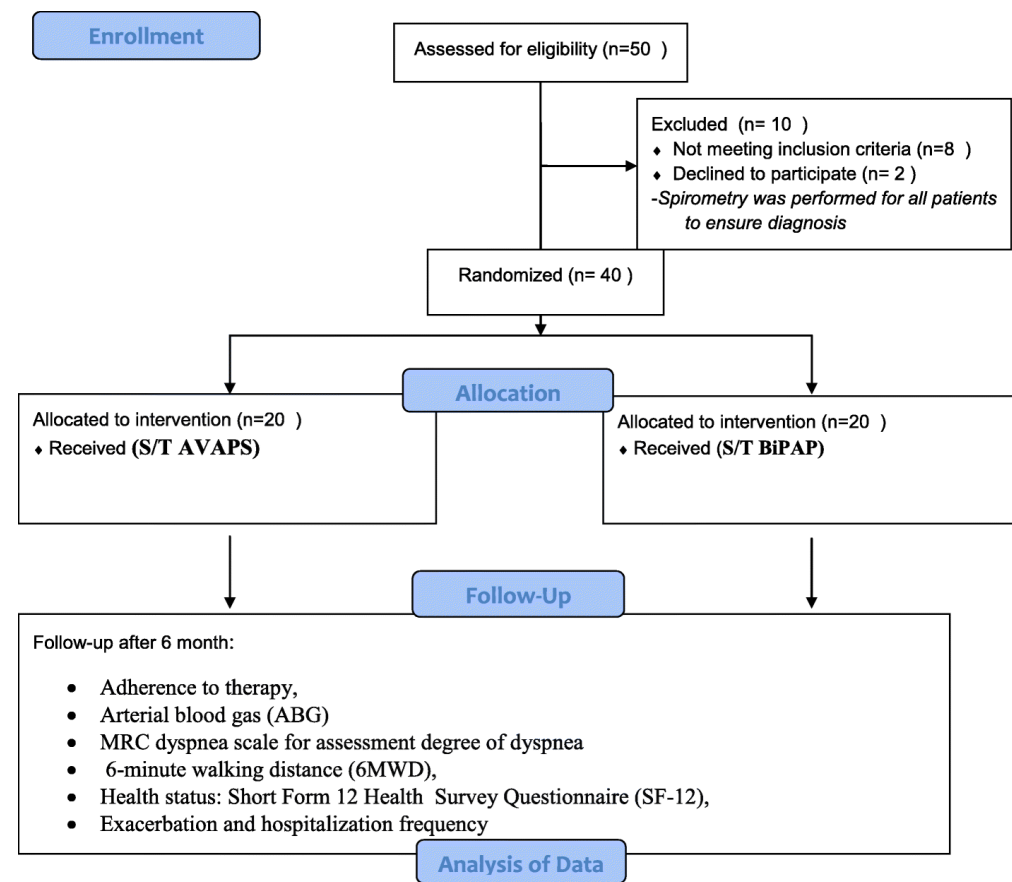 Enrollment
Assessed for eligibility (n=50  )
Excluded  (n= 10  )
♦ Not meeting inclusion criteria (n=8  )
♦ Declined to participate (n= 2 )
-Spirometry was performed for all patients
to ensure diagnosis
Randomized (n= 40 )
Allocation
Allocated to intervention (n=20  )
♦ Received (S/T AVAPS)
Allocated to intervention (n=20  )
♦ Received (S/T BiPAP)
Follow-Up
Follow-up after 6 month:
• Adherence to therapy,
• Arterial blood gas (ABG)
• MRC dyspnea scale for assessment degree of dyspnea
• 6-minute walking distance (6MWD),
• Health status: Short Form 12 Health  Survey Questionnaire (SF-12),
• Exacerbation and hospitalization frequency
Analysis of Data